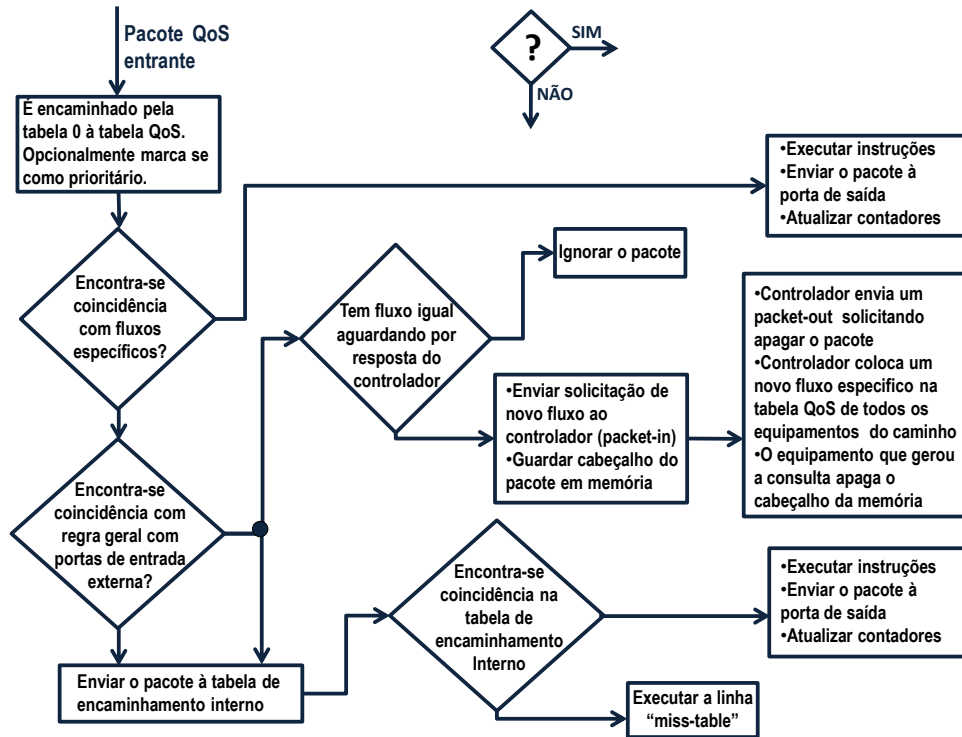 Pacote QoS
entrante
?
SIM
NÃO
É encaminhado pela
tabela 0 à tabela QoS.
Opcionalmente marca se
como prioritário.
•Executar instruções
•Enviar o pacote à
porta de saída
•Atualizar contadores
Encontra-se
coincidência
com fluxos
específicos?
Ignorar o pacote
Tem fluxo igual
aguardando por
resposta do
controlador
•Enviar solicitação de
novo fluxo ao
controlador (packet-in)
•Guardar cabeçalho do
pacote em memória
•Controlador envia um
packet-out solicitando
apagar o pacote
•Controlador coloca um
novo fluxo especifico na
tabela QoS de todos os
equipamentos do caminho
•O equipamento que gerou
a consulta apaga o
cabeçalho da memória
Encontra-se
coincidência com
regra geral com
portas de entrada
externa?
Enviar o pacote à tabela de
encaminhamento interno
Encontra-se
coincidência na
tabela de
encaminhamento
Interno
•Executar instruções
•Enviar o pacote à
porta de saída
•Atualizar contadores
Executar a linha
“miss-table”